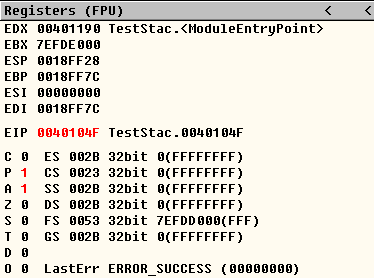 Registers (FPU) < <
EDX 00401190 TestStac.<ModuleEntryPoint>
EBX 7EFDE000
ESP 0018FF28
EBP 0018FF7C
ESI 00000000
EDI 0018FF7C
EIP 0040104F TestStac.0040104F
C 0 ES 002B 32bit 0(FFFFFFFF)
P 1 CS 0023 32bit 0(FFFFFFFF)
A 1 SS 002B 32bit 0(FFFFFFFF)
Z 0 DS 002B 32bit 0(FFFFFFFF)
S 0 FS 0053 32bit 7EFDD000(FFF)
T 0 GS 002B 32bit 0(FFFFFFFF)
D 0
O 0 LastErr ERROR_SUCCESS (00000000)